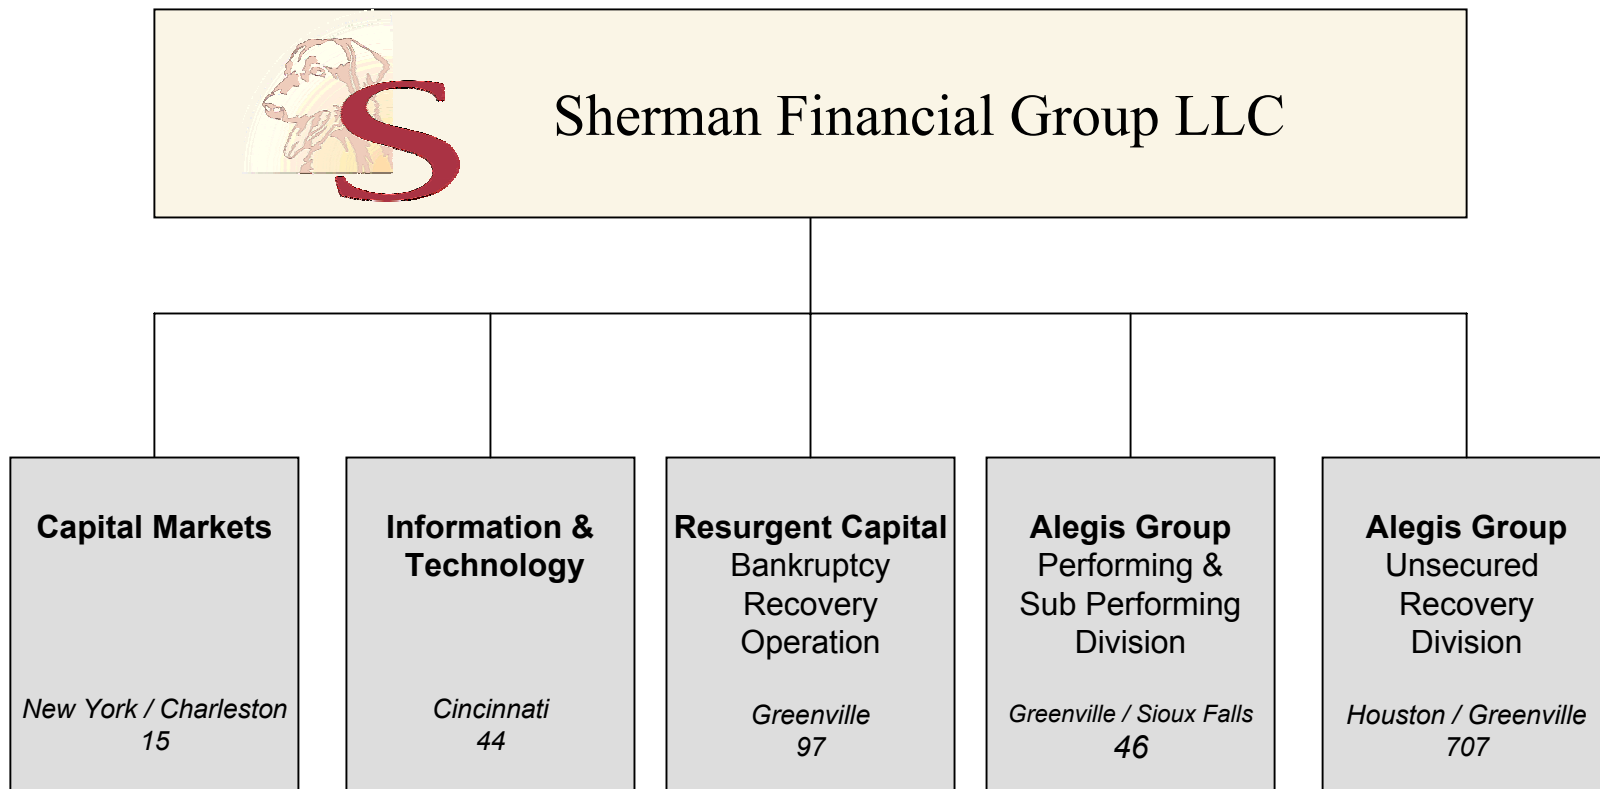 S
Sherman Financial Group LLC
Capital Markets
New York / Charleston
15
Information &
Technology
Cincinnati
44
Resurgent Capital
Bankruptcy
Recovery
Operation
Greenville
97
Alegis Group
Performing &
Sub Performing
Division
Greenville / Sioux Falls
46
Alegis Group
Unsecured
Recovery
Division
Houston / Greenville
707